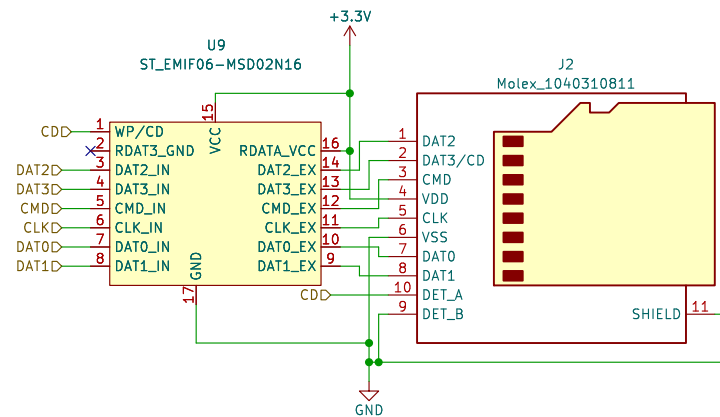 +3.3V
U9
ST_EMIF06-MSD02N16
J2
Molex_1040310811
15
VCC
CD
1
WP/CD
2
RDAT3_GND
RDATA_VCC
16
DAT2
3
DAT2_IN
DAT2_EX
14
DAT3
4
DAT3_IN
DAT3_EX
13
CMD
5
CMD_IN
CMD_EX
12
CLK
6
CLK_IN
CLK_EX
11
DAT0
7
DAT0_IN
DAT0_EX
10
DAT1
8
DAT1_IN
DAT1_EX
9
GND
17
1
DAT2
2
DAT3/CD
3
CMD
4
VDD
5
CLK
6
VSS
7
DAT0
8
DAT1
CD
10
DET_A
9
DET_B
SHIELD
11
GND